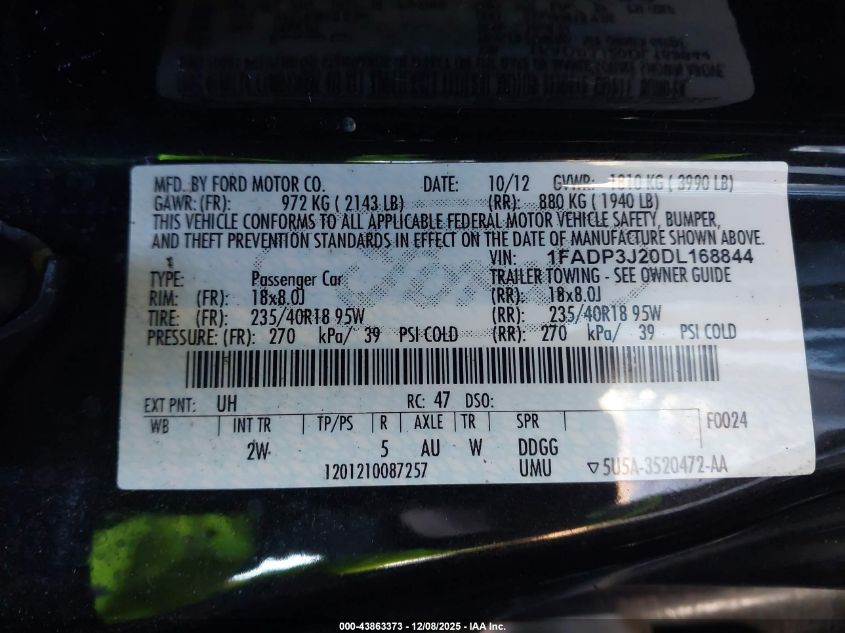 MFD. BY FORD MOTOR CO. DATE: 10/12 GVWR: 1810 KG ( 3990 LB)
GAWR: (FR): 972 KG ( 2143 LB) (RR): 880 KG ( 1940 LB)
THIS VEHICLE CONFORMS TO ALL APPLICABLE FEDERAL MOTOR VEHICLE SAFETY, BUMPER,
AND THEFT PREVENTION STANDARDS IN EFFECT ON THE DATE OF MANUFACTURE SHOWN ABOVE.
VIN: 1FADP3J20DL168844
TYPE: Passenger Car TRAILER TOWING - SEE OWNER GUIDE
RIM: (FR): 18x8.0J (RR): 18x8.0J
TIRE: (FR): 235/40R18 95W (RR): 235/40R18 95W
PRESSURE: (FR): 270 kPa/ 39 PSI COLD (RR): 270 kPa/ 39 PSI COLD
EXT PNT: UH RC: 47 DSO:
WB INT TR TP/PS R AXLE TR SPR F0024
2W 5 AU W DDGG
1201210087257 UMU ▽5U5A-3520472-AA
000-43863373 - 12/08/2025 - IAA Inc.